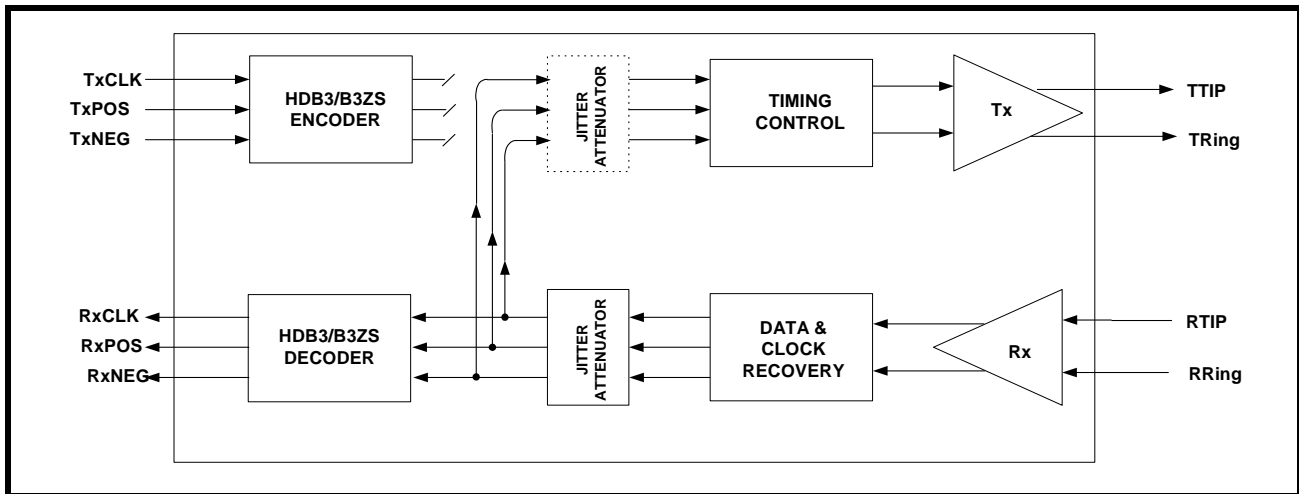 TxCLK
TxPOS
TxNEG
HDB3/B3ZS
ENCODER
JITTER
ATTENUATOR
TIMING
CONTROL
Tx
TTIP
TRing
RxCLK
RxPOS
RxNEG
HDB3/B3ZS
DECODER
JITTER
ATTENUATOR
DATA &
CLOCK
RECOVERY
Rx
RTIP
RRing